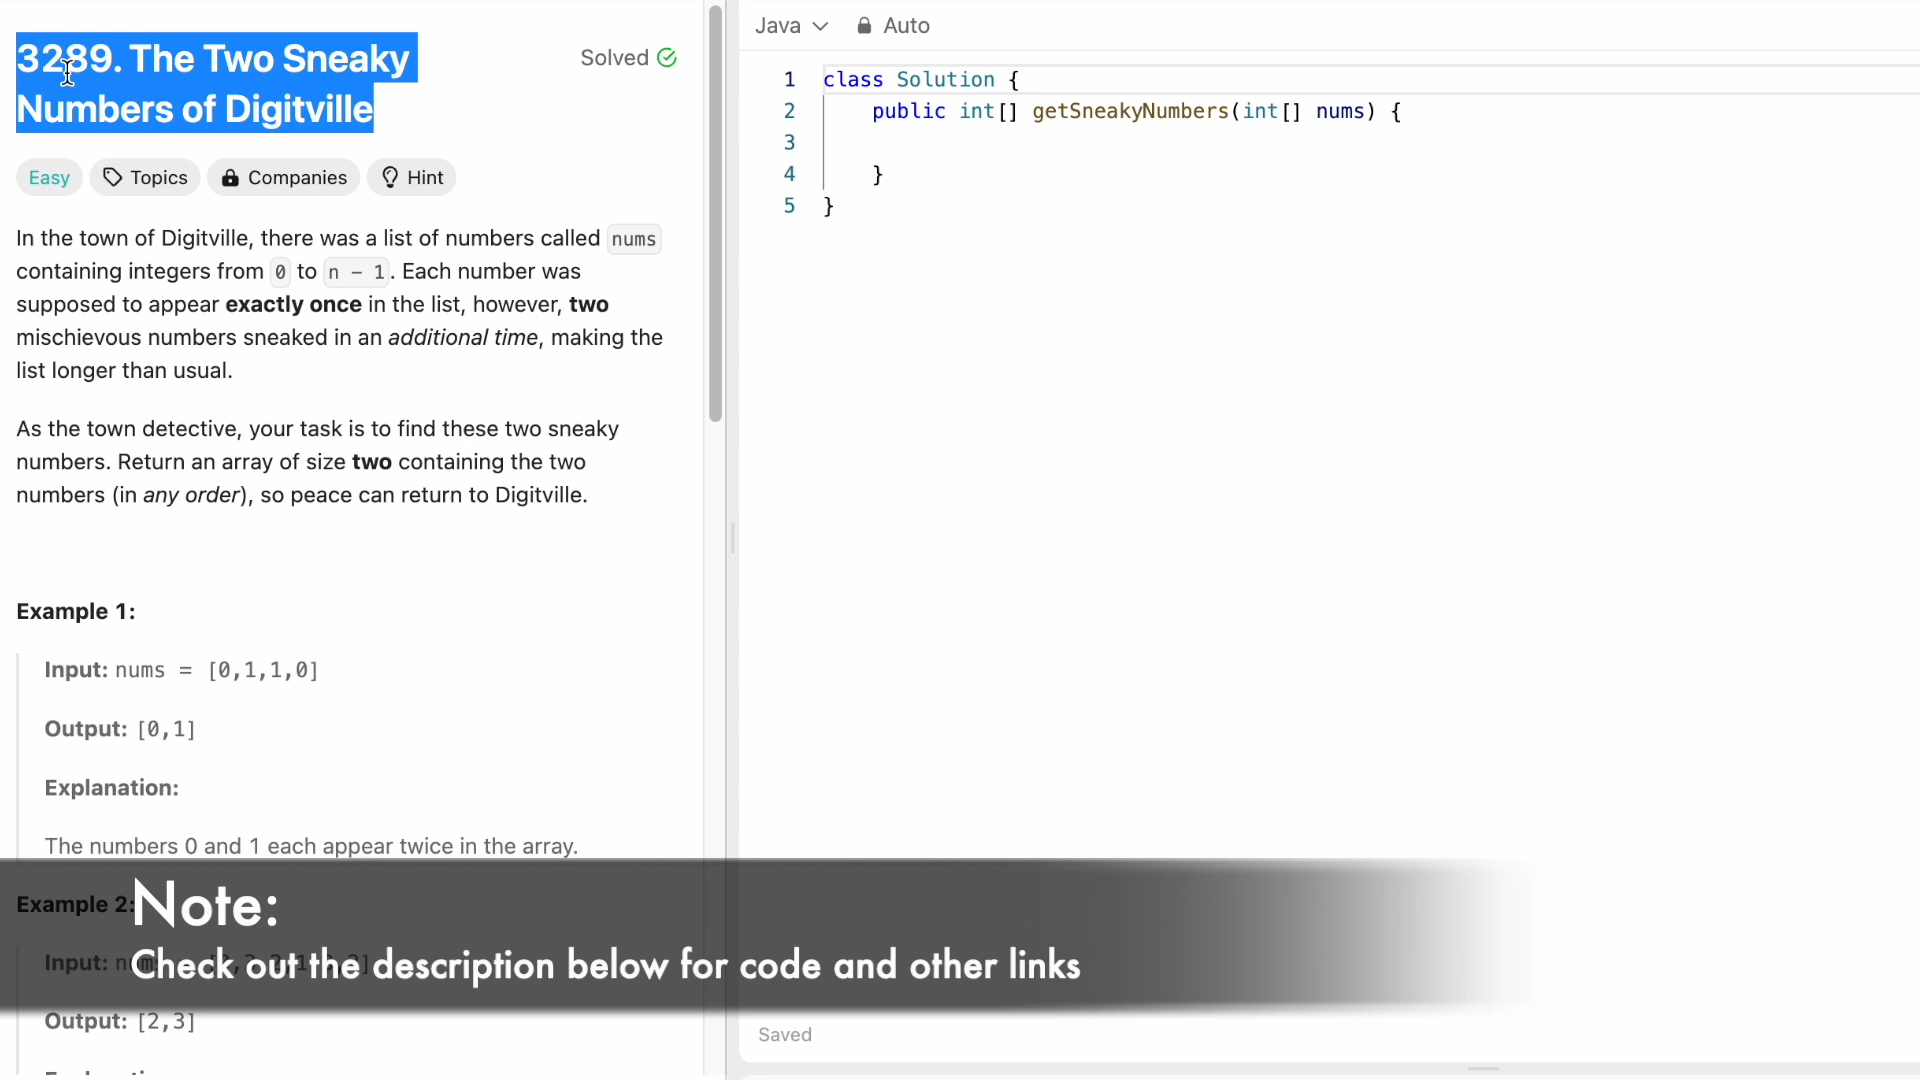 3289. The Two Sneaky
Numbers of Digitville
Solved
Easy
Topics
Companies
Hint
In the town of Digitville, there was a list of numbers called nums
containing integers from 0 to n - 1. Each number was
supposed to appear exactly once in the list, however, two
mischievous numbers sneaked in an additional time, making the
list longer than usual.
As the town detective, your task is to find these two sneaky
numbers. Return an array of size two containing the two
numbers (in any order), so peace can return to Digitville.
Example 1:
Input: nums = [0,1,1,0]
Output: [0,1]
Explanation:
The numbers 0 and 1 each appear twice in the array.
Example 2:
Input:
Output: [2,3]
Note:
Check out the description below for code and other links
Java
Auto
1 class Solution {
2 public int[] getSneakyNumbers(int[] nums) {
3
4 }
5 }
Saved